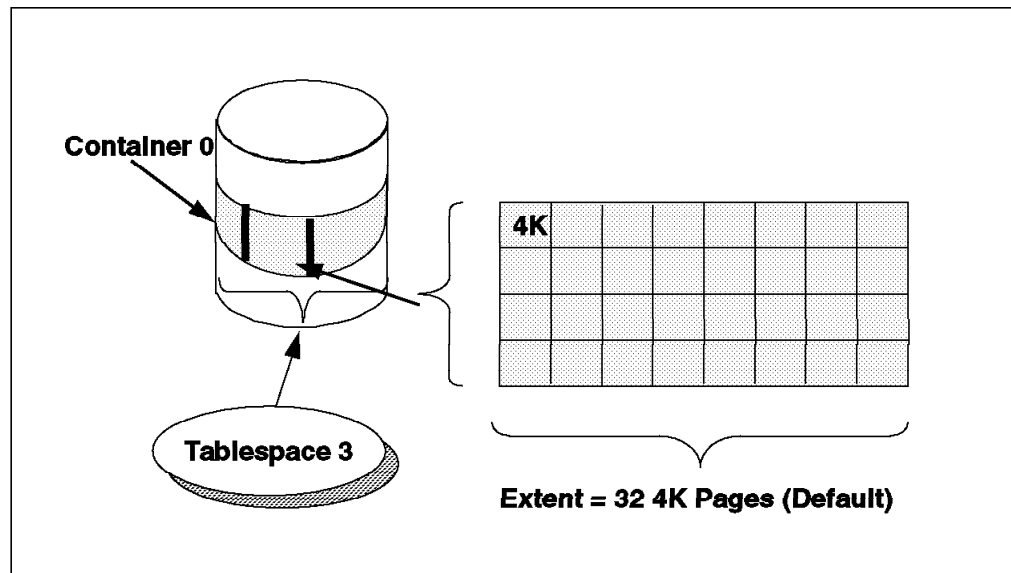 Container 0
4K
Tablespace 3
Extent = 32 4K Pages (Default)